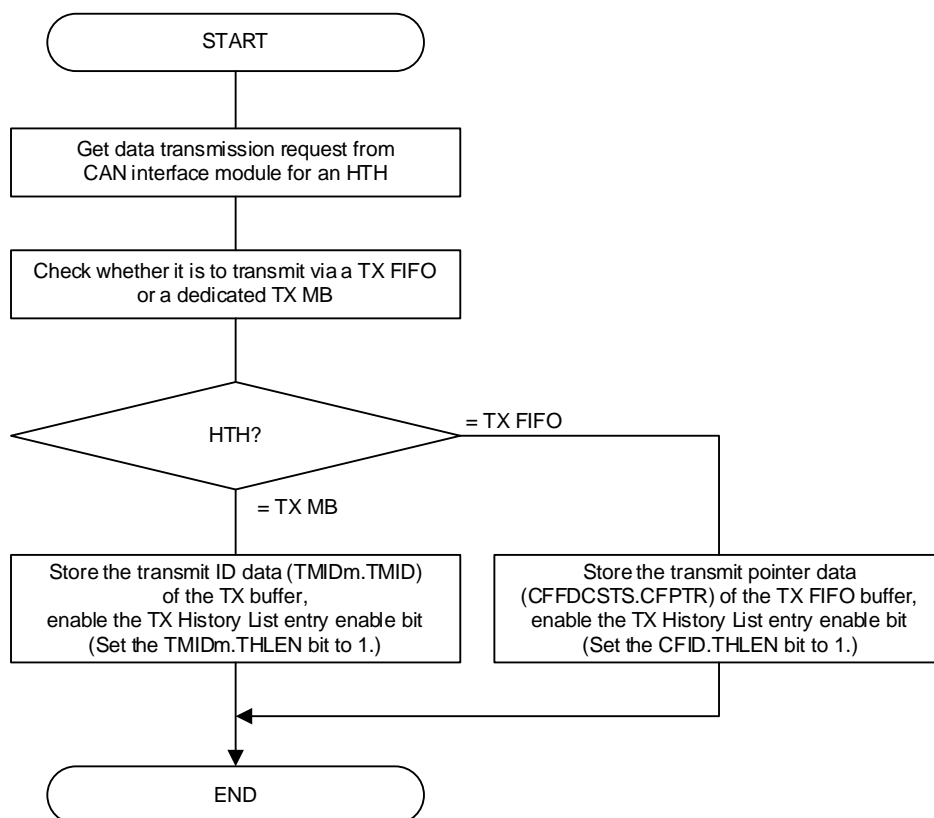 START
Get data transmission request from
CAN interface module for an HTH
Check whether it is to transmit via a TX FIFO
or a dedicated TX MB
HTH?
= TX FIFO
= TX MB
Store the transmit ID data (TMIDm.TMID)
of the TX buffer,
enable the TX History List entry enable bit
(Set the TMIDm.THLEN bit to 1.)
Store the transmit pointer data
(CFFDCSTS.CFPTR) of the TX FIFO buffer,
enable the TX History List entry enable bit
(Set the CFID.THLEN bit to 1.)
END